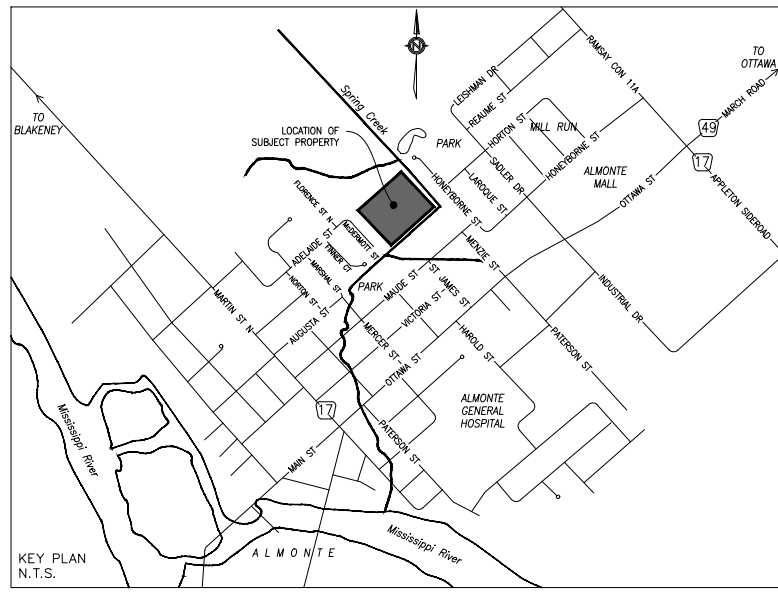 TO
BLAKENEY
N
Spring Creek
LOCATION OF
SUBJECT PROPERTY
PARK
LEISHMAN DR
REAUME ST
HORTON ST
MILL RUN
RAMSAY CON 11A
TO
OTTAWA
MARCH ROAD
49
17
APPLETON SIDEROAD
HONEYBORNE ST
ALMONTE
MALL
OTTAWA ST
SADLER DR
LAROQUE ST
HONEYBORNE ST
MENZIE ST
INDUSTRIAL DR
FLORENCE ST N
McDERMOTT ST
ADELAIDE ST
TANNER CT
MARSHAL ST
NORTON ST
AUGUSTA ST
MARTIN ST N
PARK
MAUDE ST
ST JAMES ST
VICTORIA ST
MERCER ST
HAROLD ST
PATERSON ST
OTTAWA ST
ALMONTE
GENERAL
HOSPITAL
PATERSON ST
17
MAIN ST
Mississippi River
Mississippi River
ALMONTE
KEY PLAN
N.T.S.